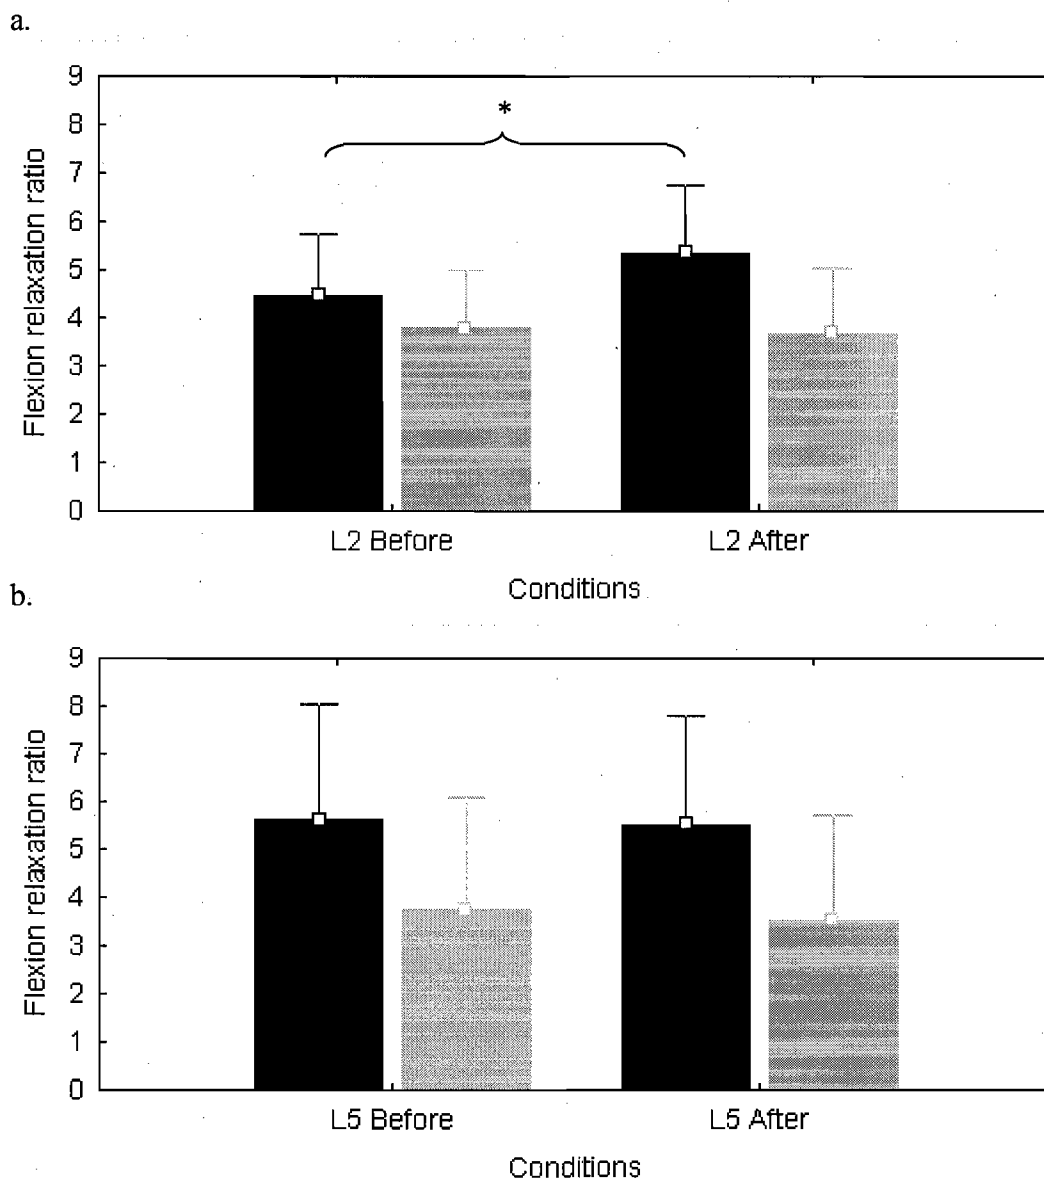 a.
Flexion relaxation ratio
9
8
7
6
5
4
3
2
1
0
*
L2 Before L2 After
Conditions
b.
Flexion relaxation ratio
9
8
7
6
5
4
3
2
1
0
L5 Before L5 After
Conditions